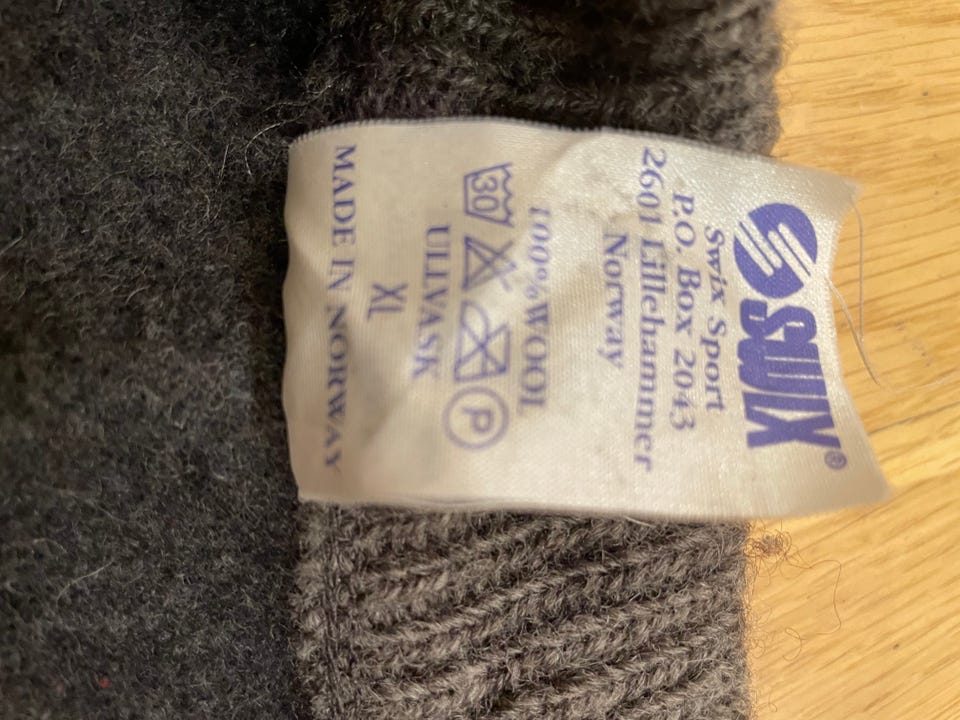 SWIX®
Swix Sport
P.O. Box 2043
2601 Lillehammer
Norway
100% WOOL
30 P
ULLVASK
XL
MADE IN NORWAY